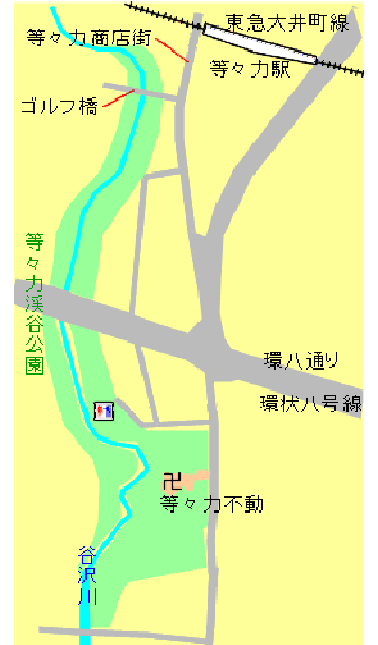 東急大井町線
等々力商店街
等々力駅
ゴルフ橋
等々力渓谷公園
環八通り
環状八号線
卍
等々力不動
谷沢川